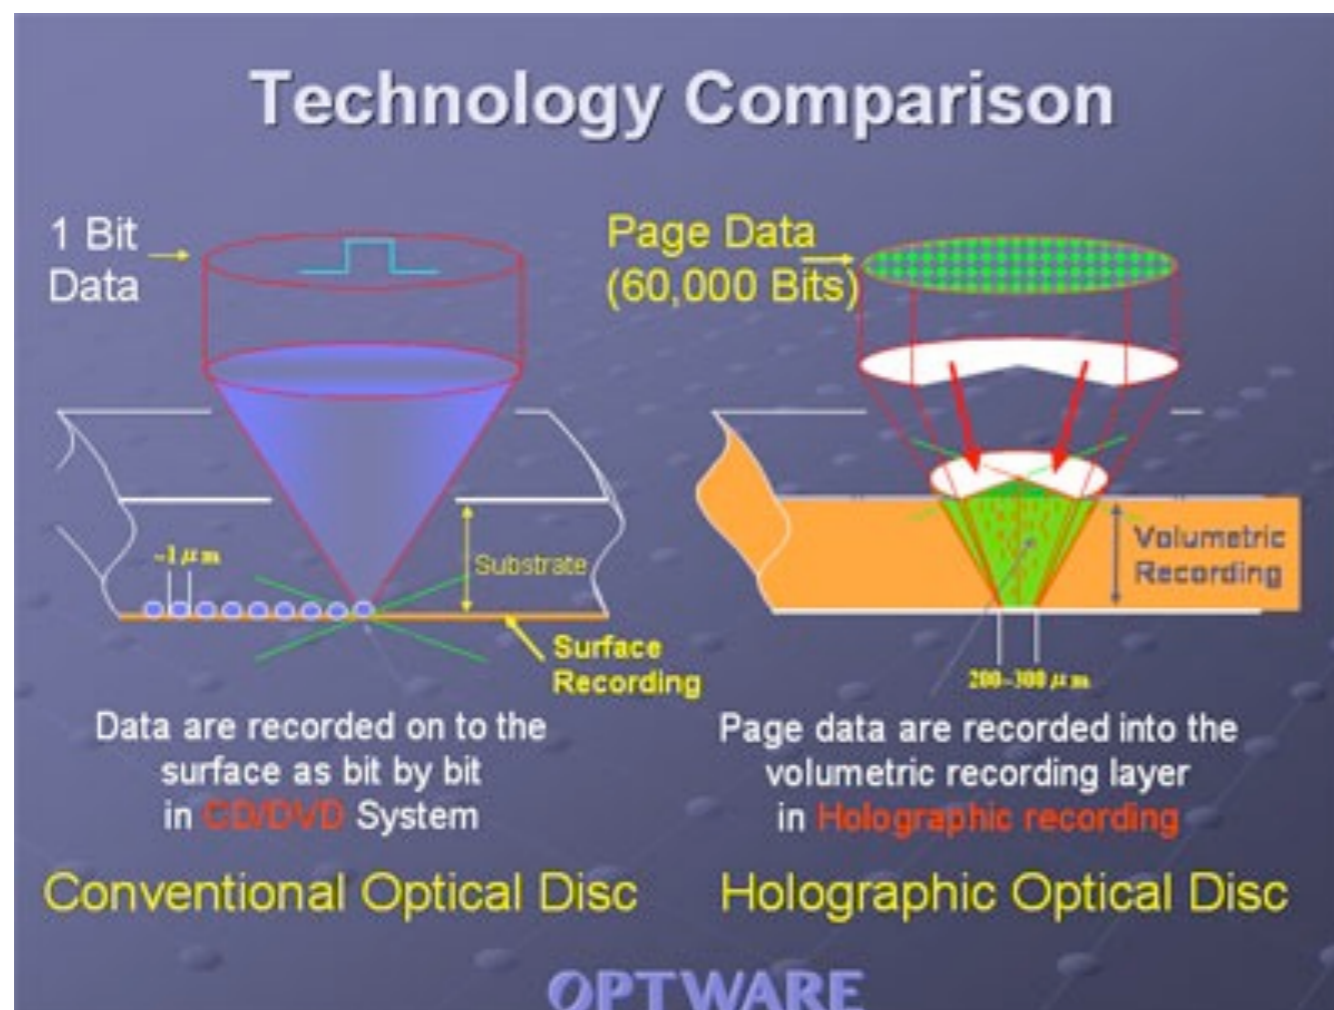 Technology Comparison
1 Bit
Data
~1 μm
Substrate
Surface
Recording
Data are recorded on to the
surface as bit by bit
in CD/DVD System
Conventional Optical Disc
Page Data
(60,000 Bits)
Volumetric
Recording
200~300 μm
Page data are recorded into the
volumetric recording layer
in Holographic recording
Holographic Optical Disc
OPTWARE